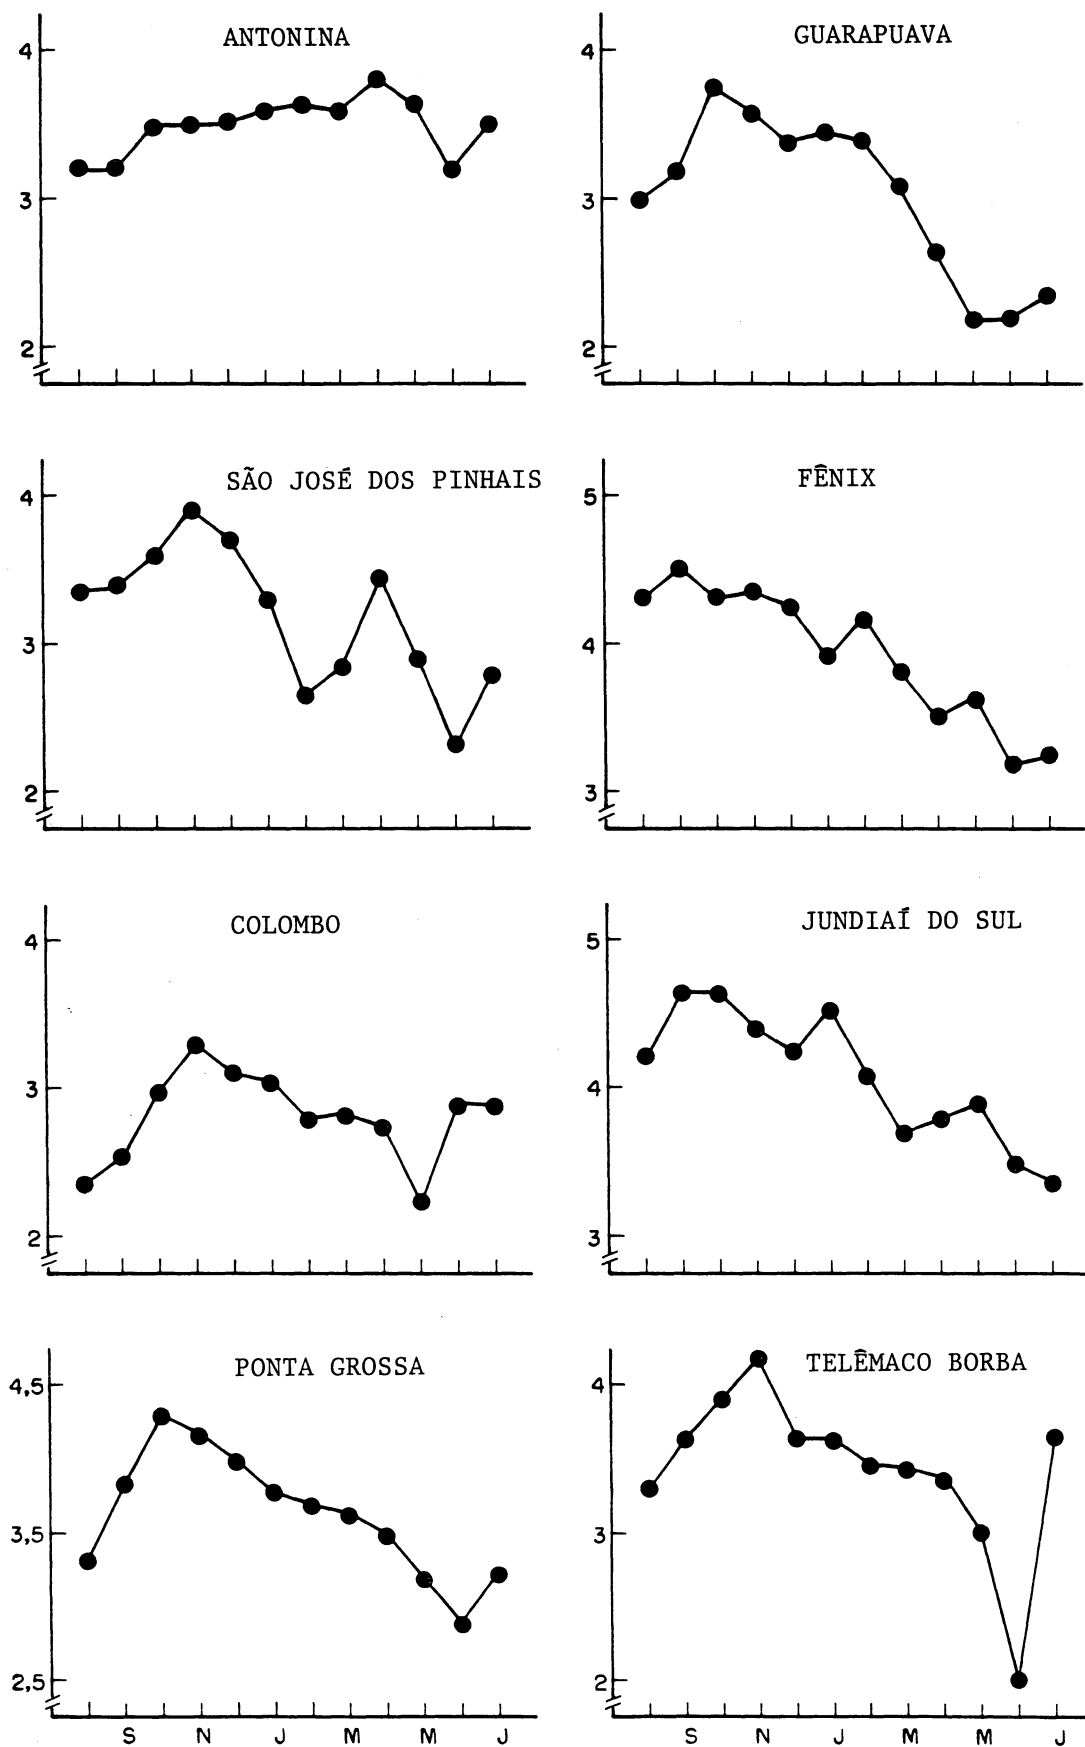 ANTONINA
4
3
2
GUARAPUAVA
4
3
2
SÃO JOSÉ DOS PINHAIS
4
3
2
FÊNIX
5
4
3
COLOMBO
4
3
2
JUNDIAÍ DO SUL
5
4
3
PONTA GROSSA
4,5
3,5
2,5
S N J M M J
TELÊMACO BORBA
4
3
2
S N J M M J